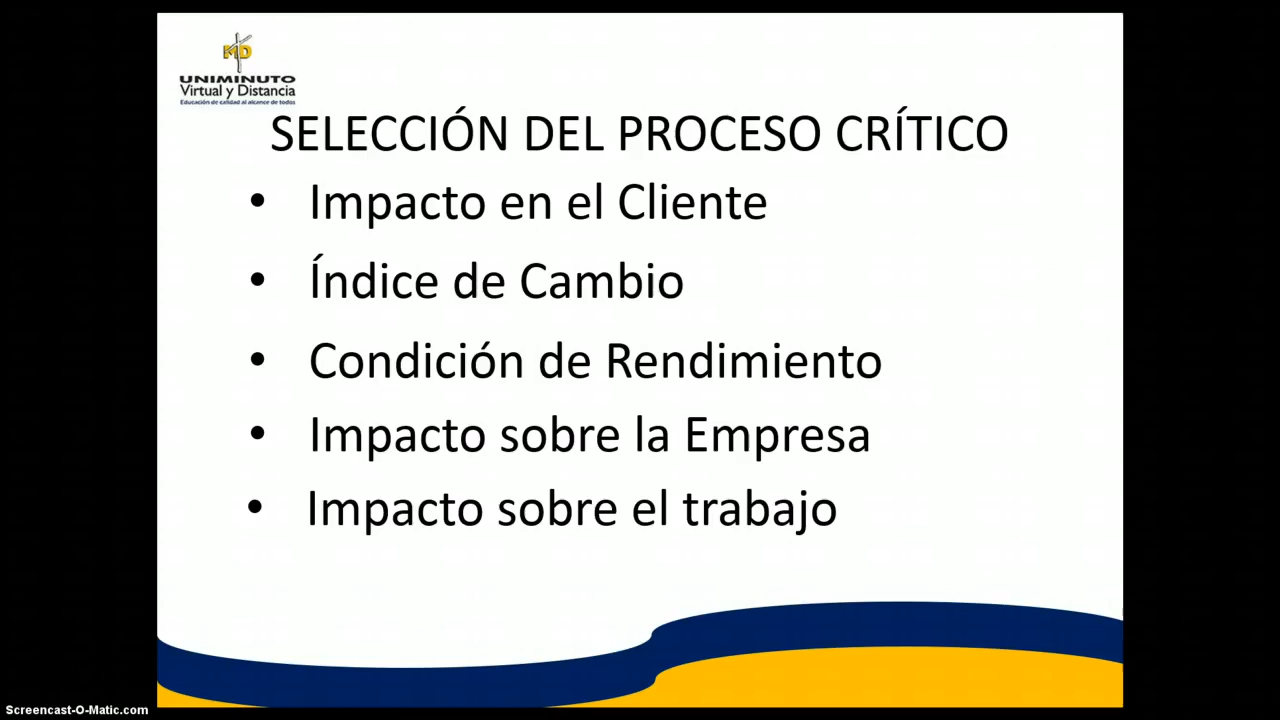 MD
UNIMINUTO
Virtual y Distancia
Educación de calidad al alcance de todos
SELECCIÓN DEL PROCESO CRÍTICO
• Impacto en el Cliente
• Índice de Cambio
• Condición de Rendimiento
• Impacto sobre la Empresa
• Impacto sobre el trabajo
Screencast-O-Matic.com